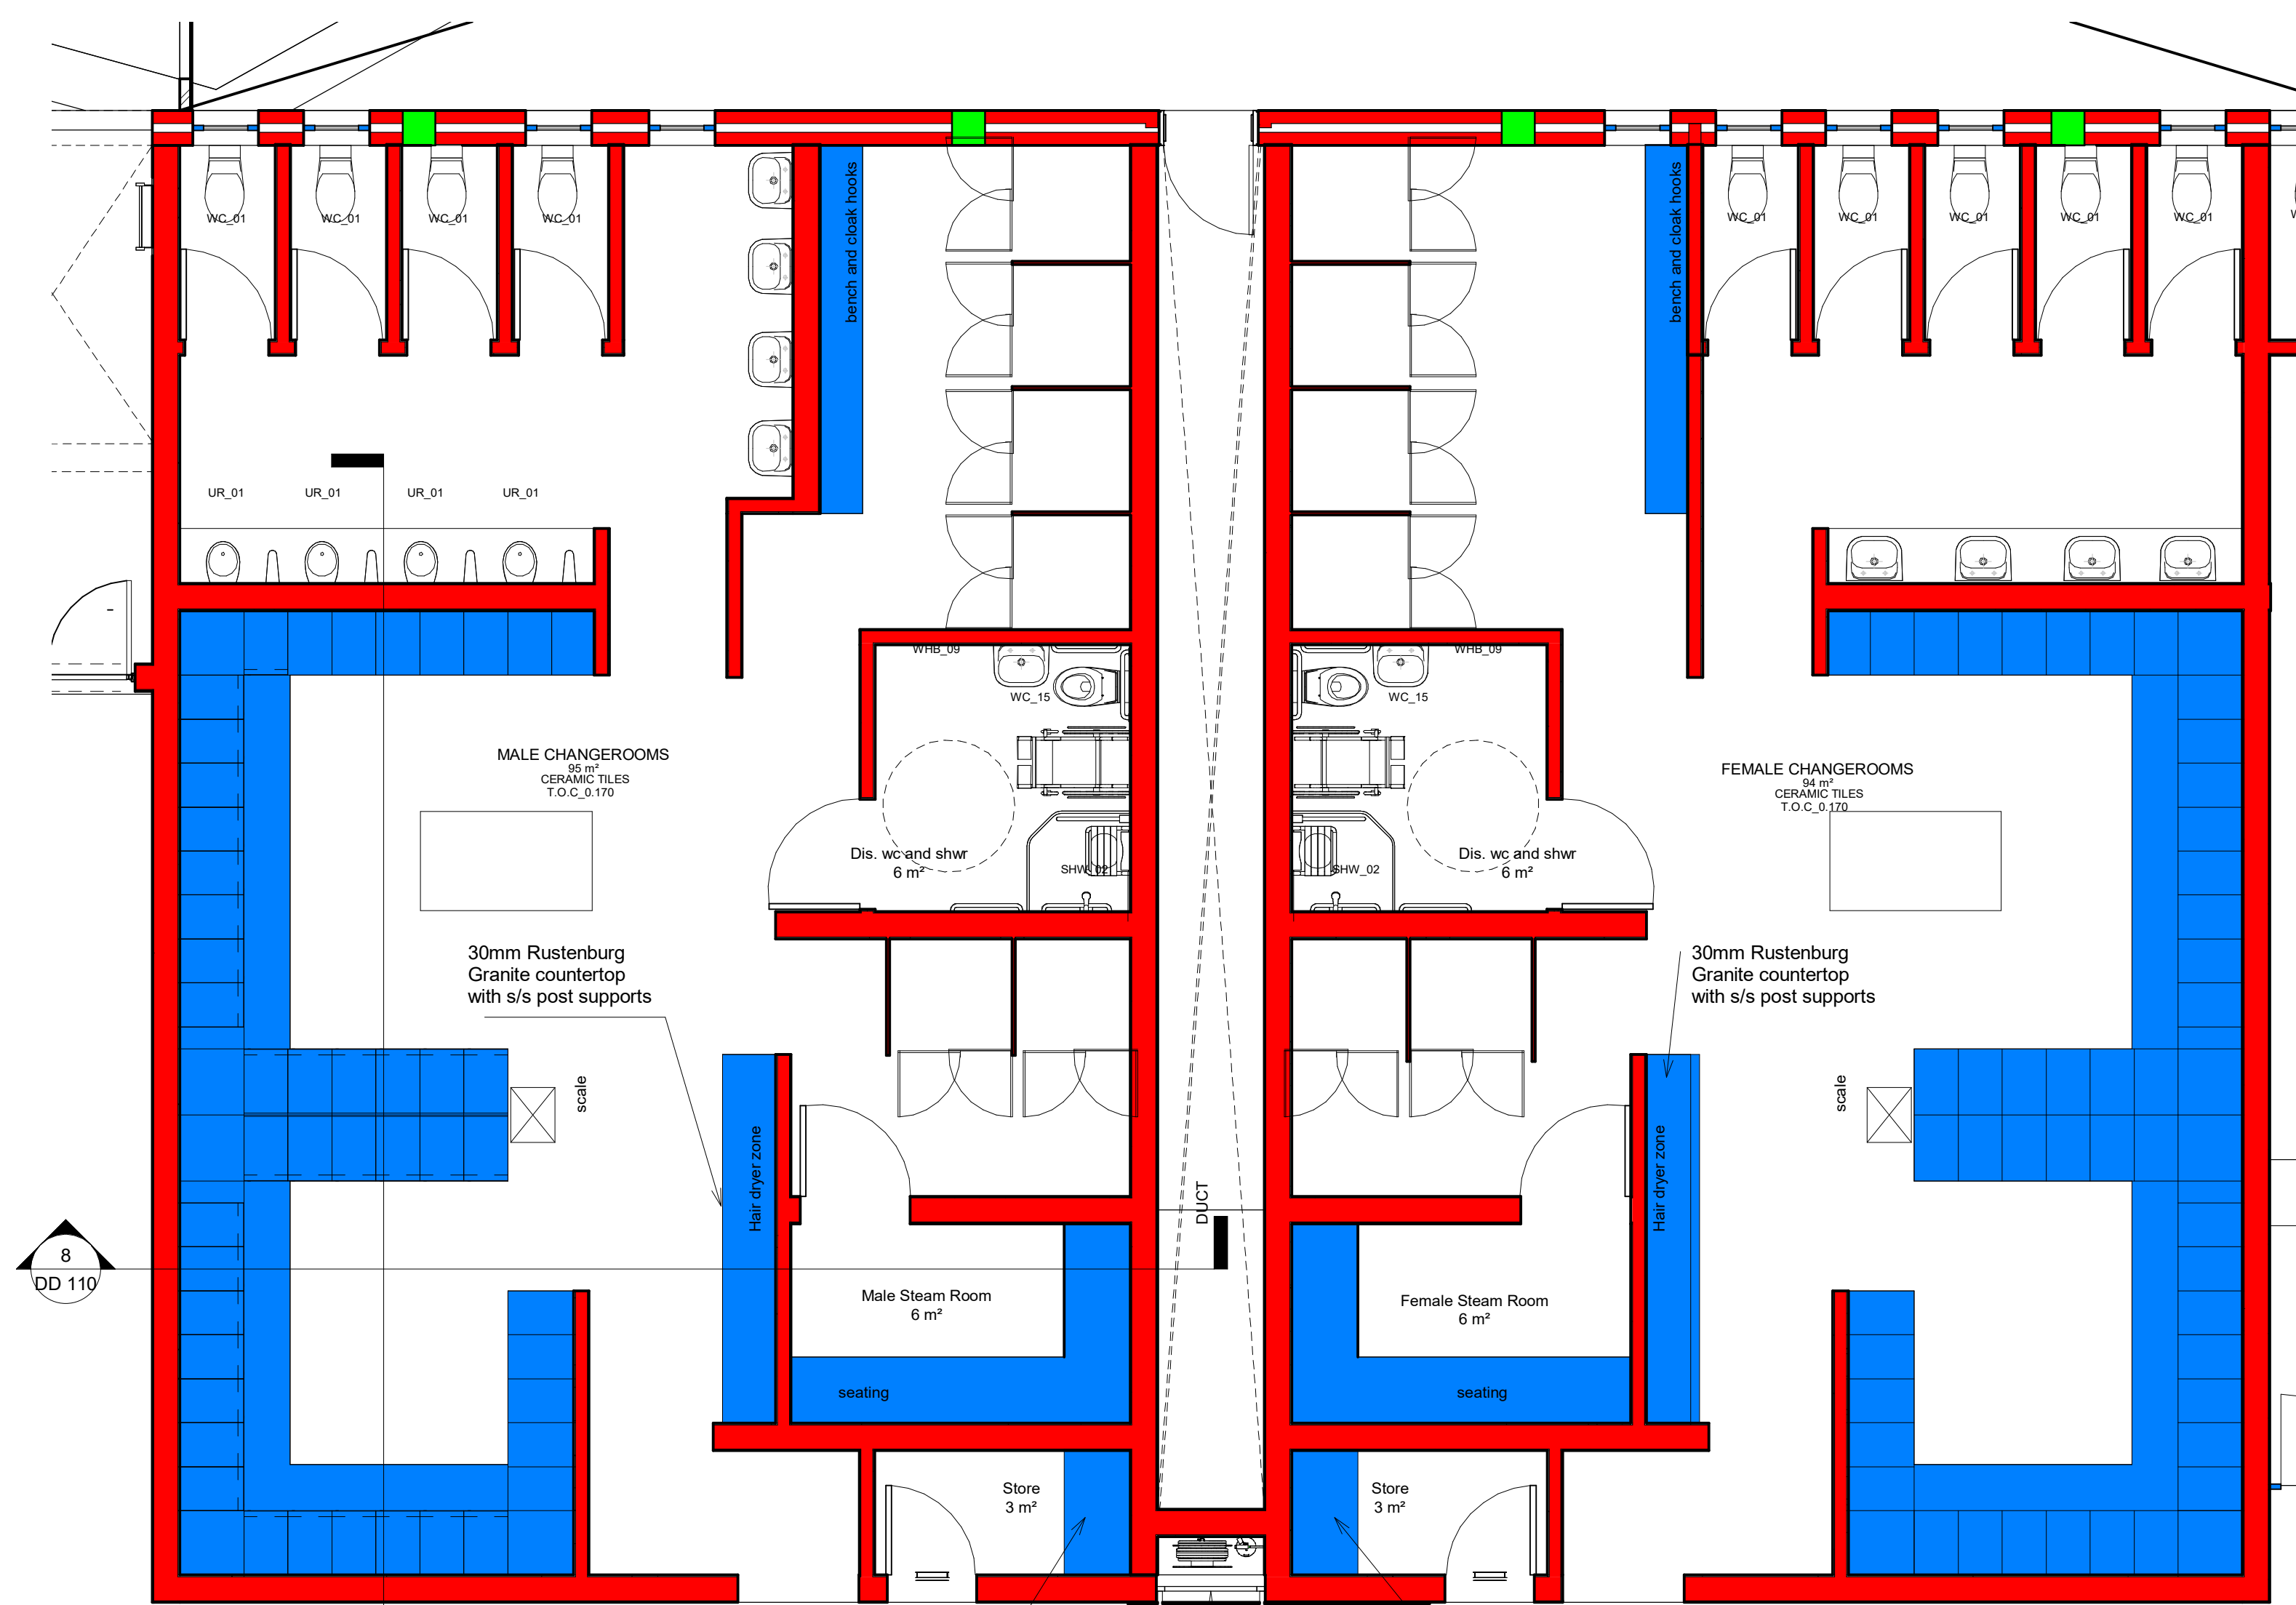 WC_01
WC_01
WC_01
WC_01
bench and cloak hooks
bench and cloak hooks
WC_01
WC_01
WC_01
WC_01
WC_01
UR_01
UR_01
UR_01
UR_01
WHB_09
WC_15
WHB_09
WC_15
MALE CHANGEROOMS
95 m²
CERAMIC TILES
T.O.C_0.170
FEMALE CHANGEROOMS
94 m²
CERAMIC TILES
T.O.C_0.170
Dis. wc and shwr
6 m²
SHW_02
Dis. wc and shwr
6 m²
SHW_02
30mm Rustenburg
Granite countertop
with s/s post supports
30mm Rustenburg
Granite countertop
with s/s post supports
scale
scale
Hair dryer zone
Hair dryer zone
DUCT
8
DD 110
Male Steam Room
6 m²
Female Steam Room
6 m²
seating
seating
Store
3 m²
Store
3 m²